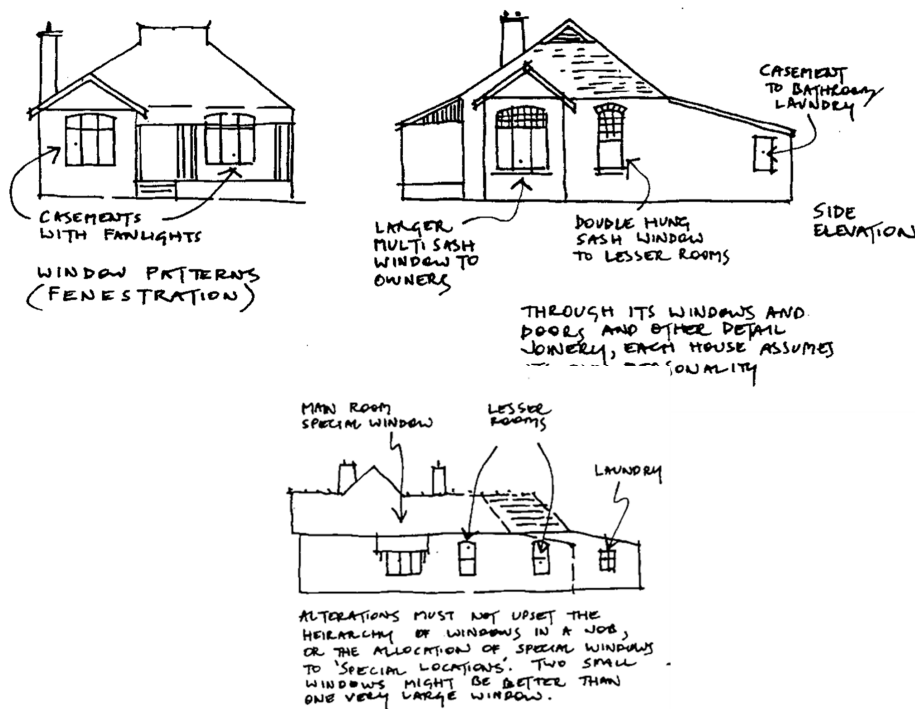 CASEMENTS
WITH FANLIGHTS
WINDOW PATTERNS
(FENESTRATION)
LARGER
MULTI SASH
WINDOW TO
OWNERS
DOUBLE HUNG
SASH WINDOW
TO LESSER ROOMS
CASEMENT
TO BATHROOM
LAUNDRY
SIDE
ELEVATION
THROUGH ITS WINDOWS AND
DOORS AND OTHER DETAIL
JOINERY, EACH HOUSE ASSUMES
MAIN ROOM
SPECIAL WINDOW
LESSER
ROOMS
LAUNDRY
ALTERATIONS MUST NOT UPSET THE
HEIRARCHY OF WINDOWS IN A JOB,
OR THE ALLOCATION OF SPECIAL WINDOWS
TO 'SPECIAL LOCATIONS'. TWO SMALL
WINDOWS MIGHT BE BETTER THAN
ONE VERY LARGE WINDOW.